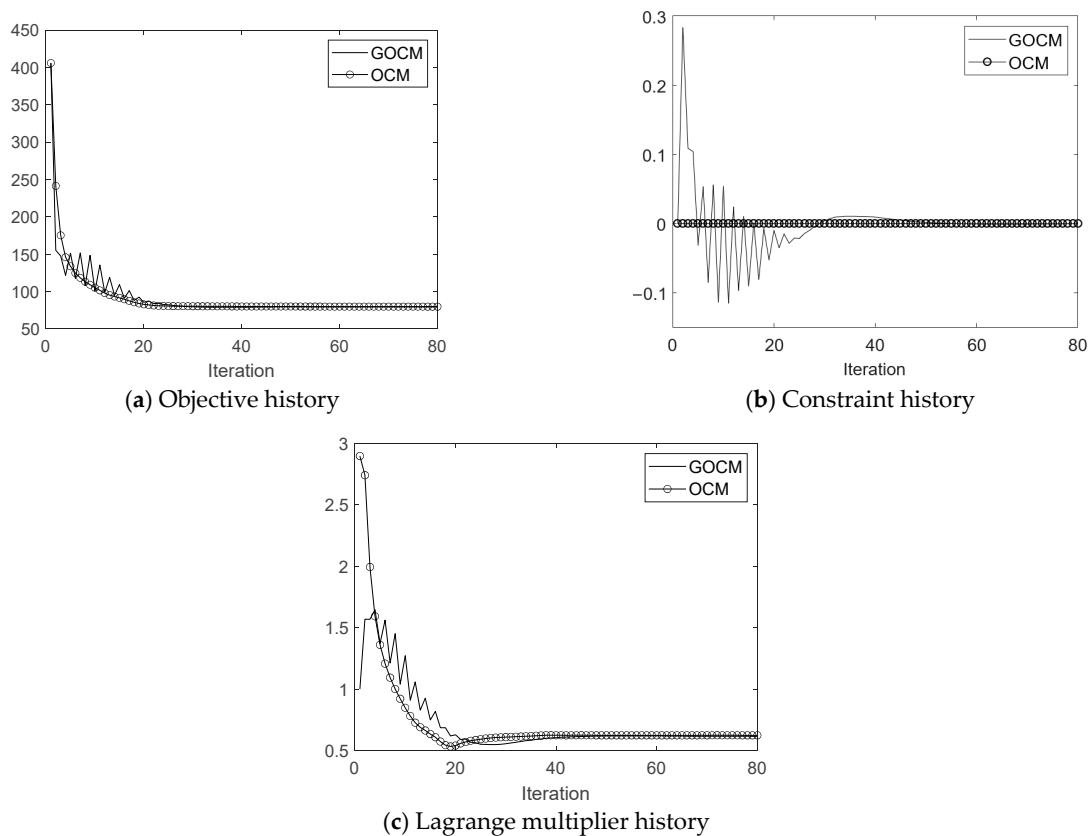 450
400
350
300
250
200
150
100
50
0
20
40
60
80
Iteration
GOCM
OCM
(a) Objective history
0.3
0.2
0.1
0
−0.1
0
20
40
60
80
Iteration
GOCM
OCM
(b) Constraint history
3
2.5
2
1.5
1
0.5
0
20
40
60
80
Iteration
GOCM
OCM
(c) Lagrange multiplier history